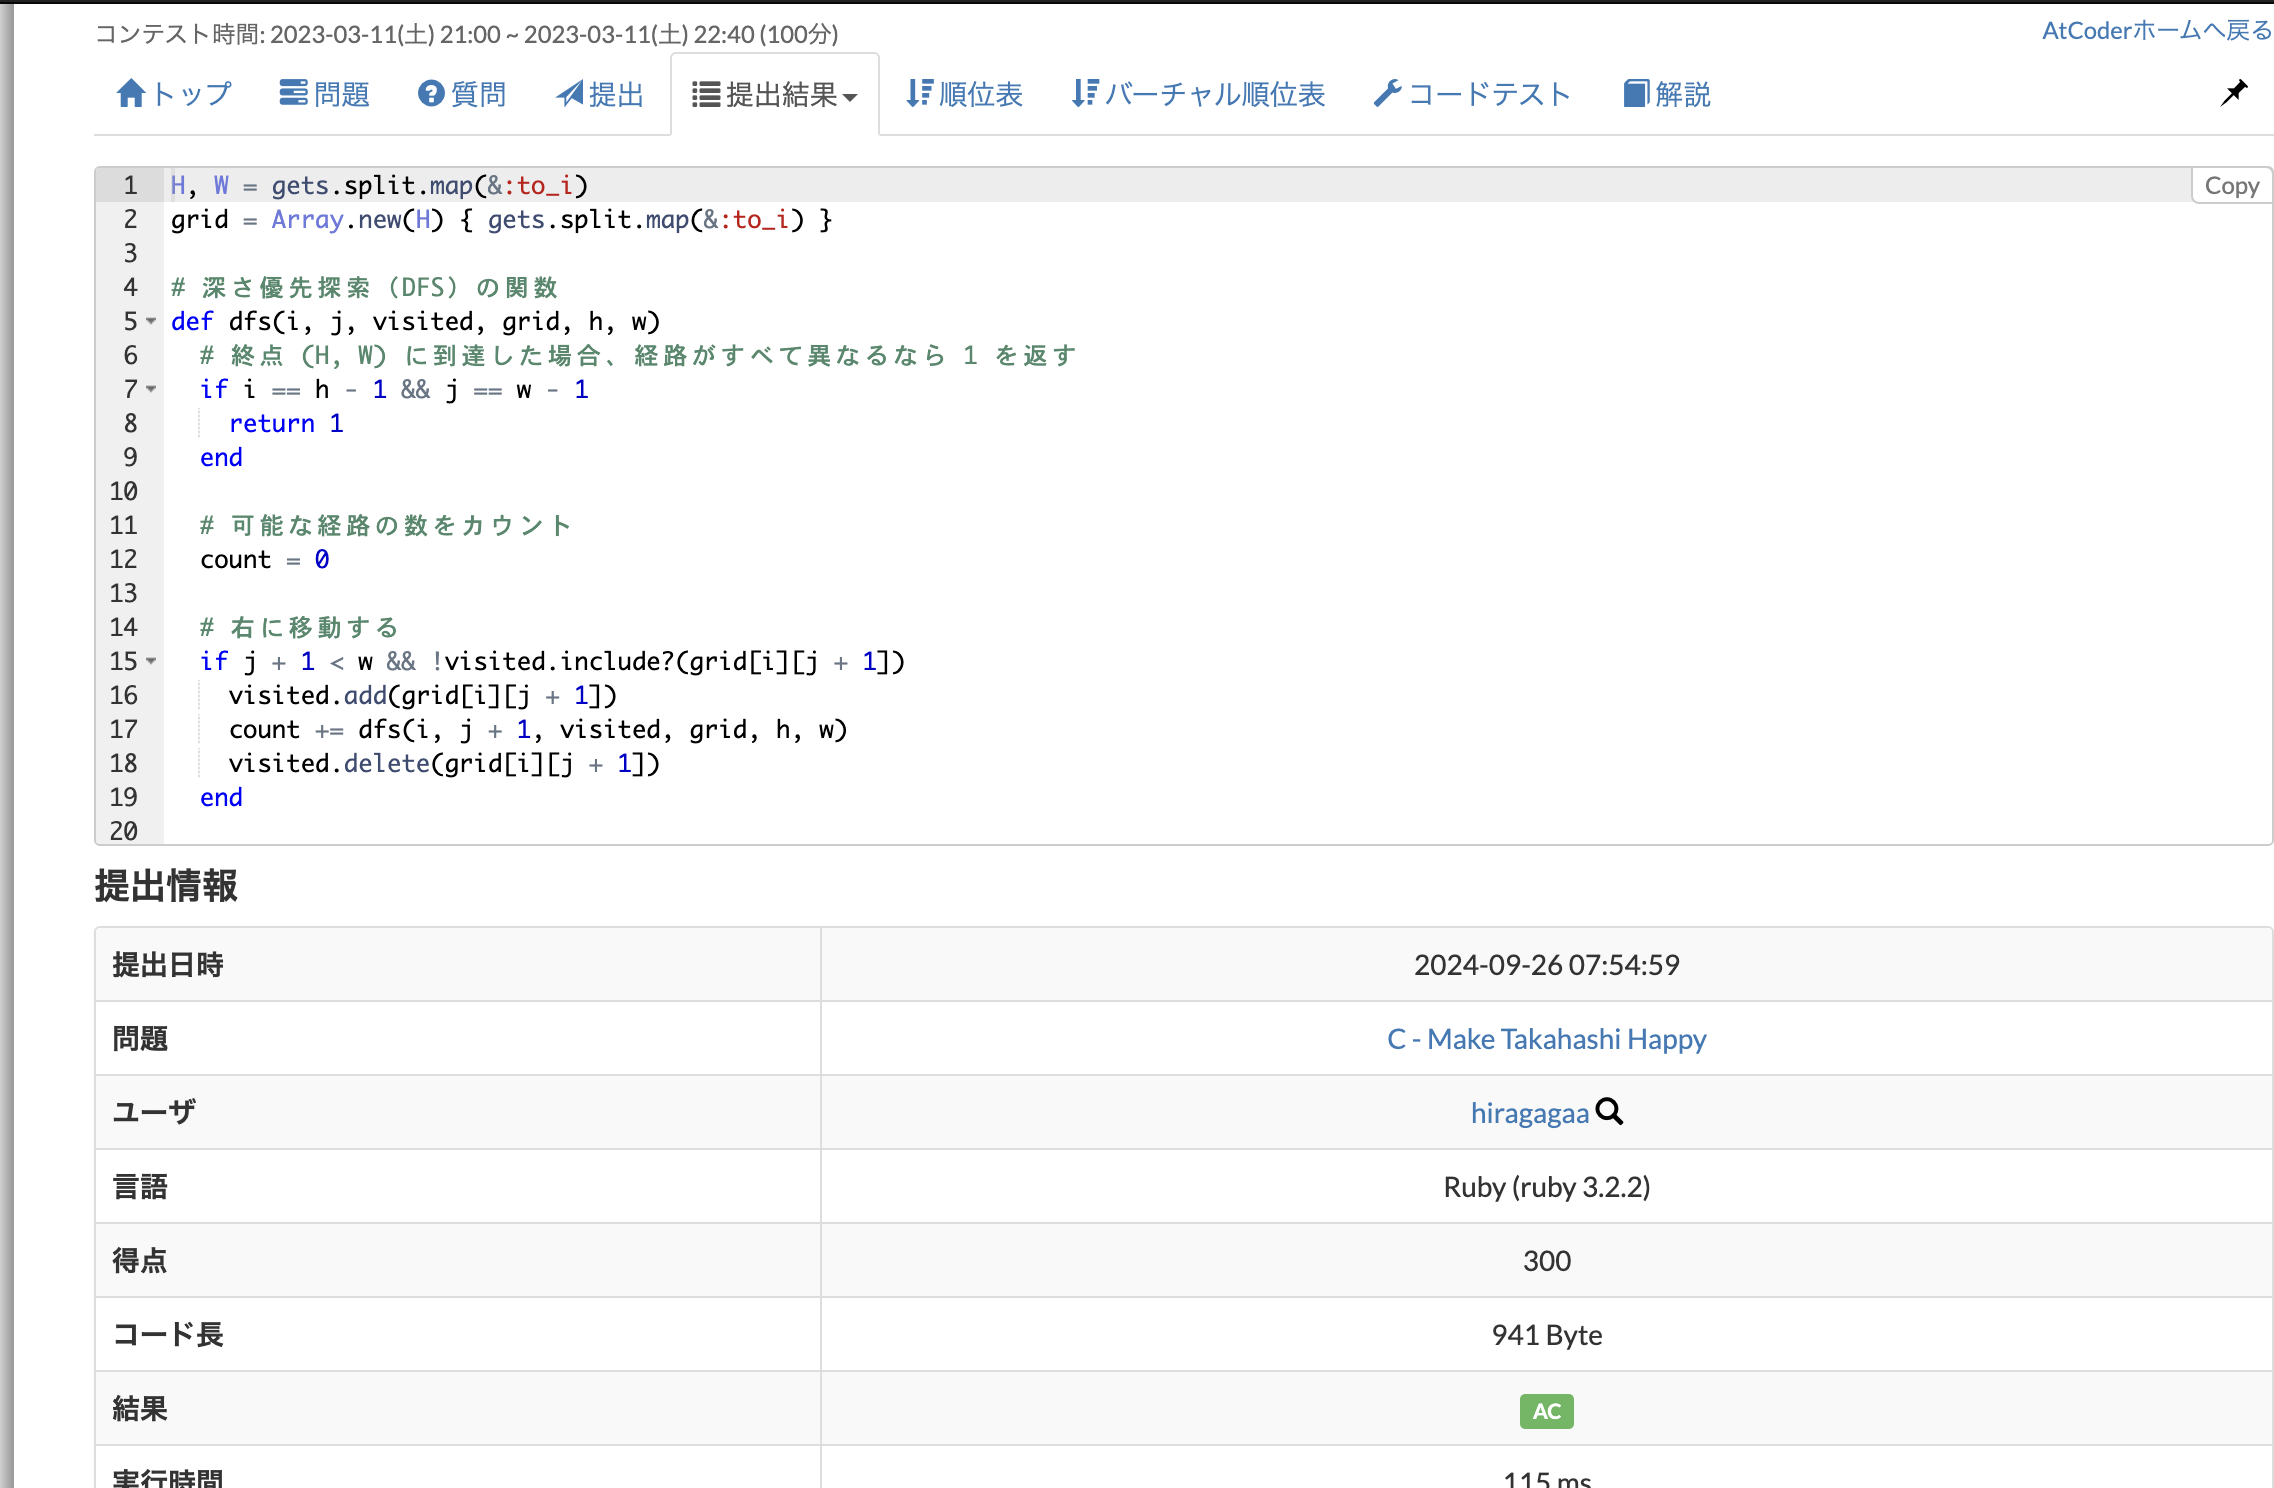 コンテスト時間: 2023-03-11(土) 21:00 ~ 2023-03-11(土) 22:40 (100分)
AtCoderホームへ戻る
トップ 問題 質問 提出 提出結果 順位表 バーチャル順位表 コードテスト 解説
Copy
1 H, W = gets.split.map(&:to_i)
2 grid = Array.new(H) { gets.split.map(&:to_i) }
3
4 # 深さ優先探索 (DFS) の関数
5 def dfs(i, j, visited, grid, h, w)
6   # 終点 (H, W) に到達した場合、経路がすべて異なるなら 1 を返す
7   if i == h - 1 && j == w - 1
8     return 1
9   end
10
11   # 可能な経路の数をカウント
12   count = 0
13
14   # 右に移動する
15   if j + 1 < w && !visited.include?(grid[i][j + 1])
16     visited.add(grid[i][j + 1])
17     count += dfs(i, j + 1, visited, grid, h, w)
18     visited.delete(grid[i][j + 1])
19   end
20
提出情報
提出日時 2024-09-26 07:54:59
問題 C - Make Takahashi Happy
ユーザ hiragagaa
言語 Ruby (ruby 3.2.2)
得点 300
コード長 941 Byte
結果 AC
実行時間 115 ms